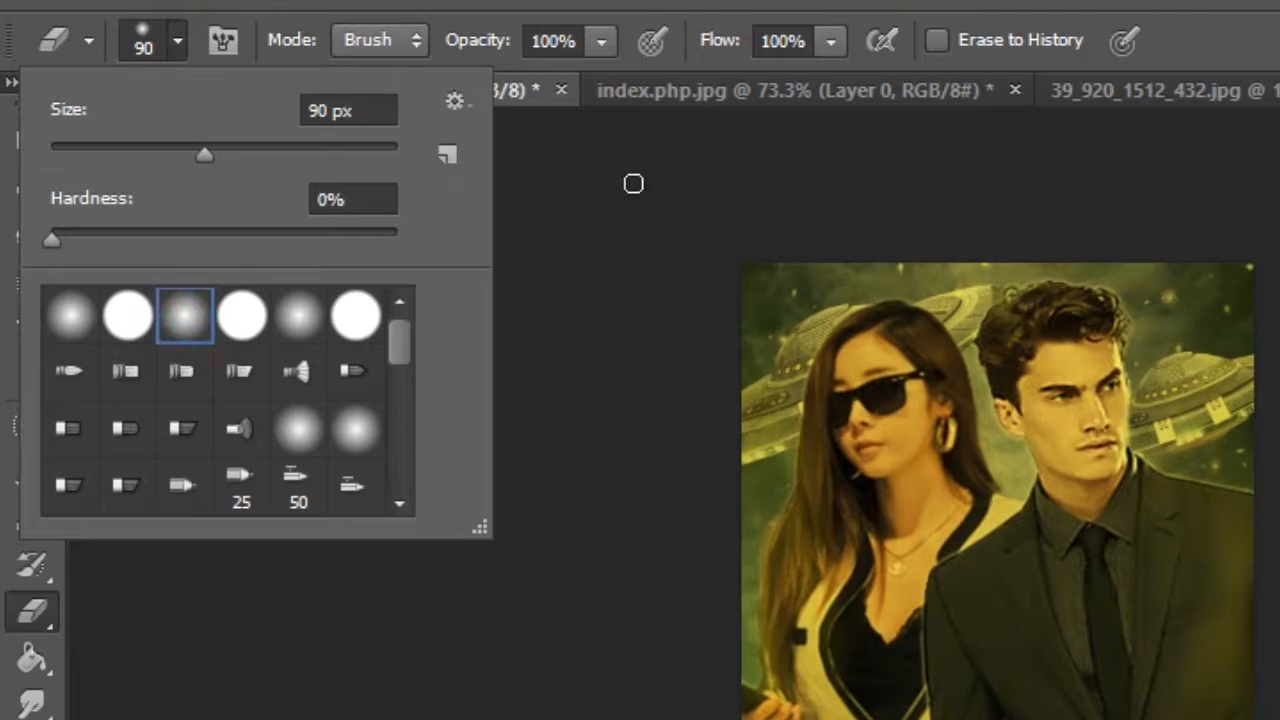 90
Mode:
Brush
Opacity:
100%
Flow:
100%
Erase to History
/8) *
index.php.jpg @ 73.3% (Layer 0, RGB/8#) *
39_920_1512_432.jpg @ 1
Size:
90 px
Hardness:
0%
25
50